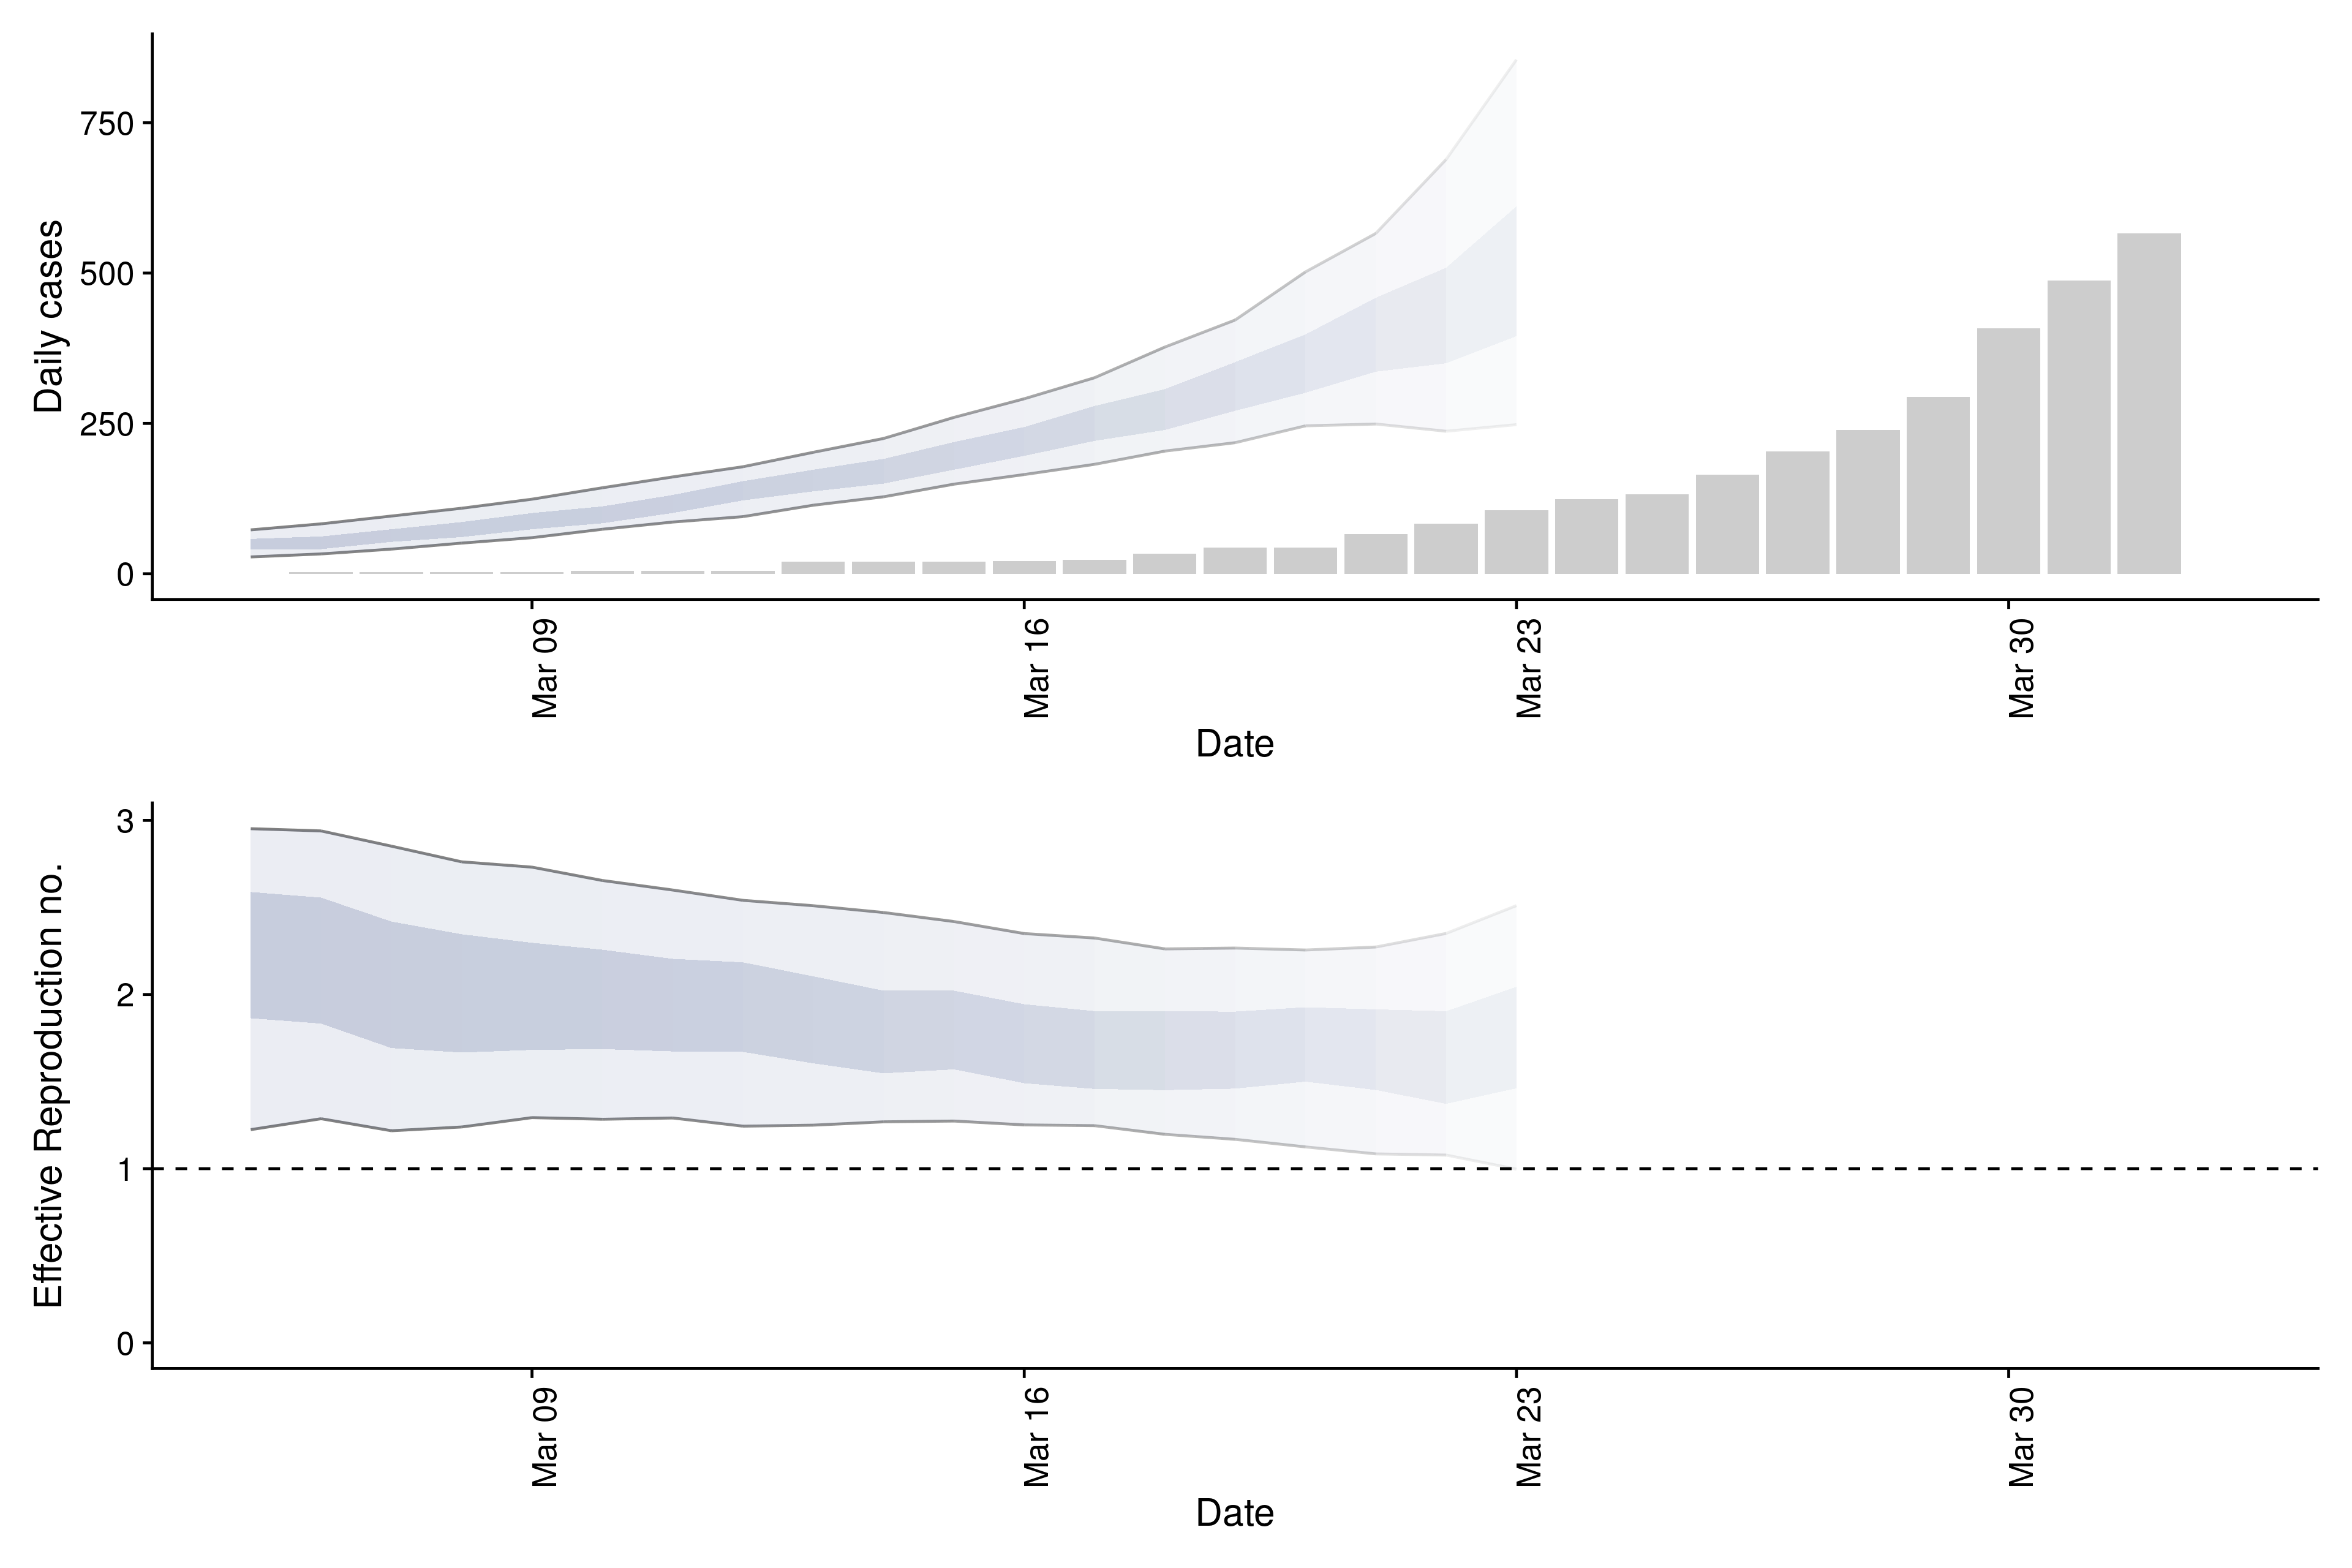 Daily cases
750
500
250
0
Mar 09
Mar 16
Mar 23
Mar 30
Date
Effective Reproduction no.
3
2
1
0
Mar 09
Mar 16
Mar 23
Mar 30
Date